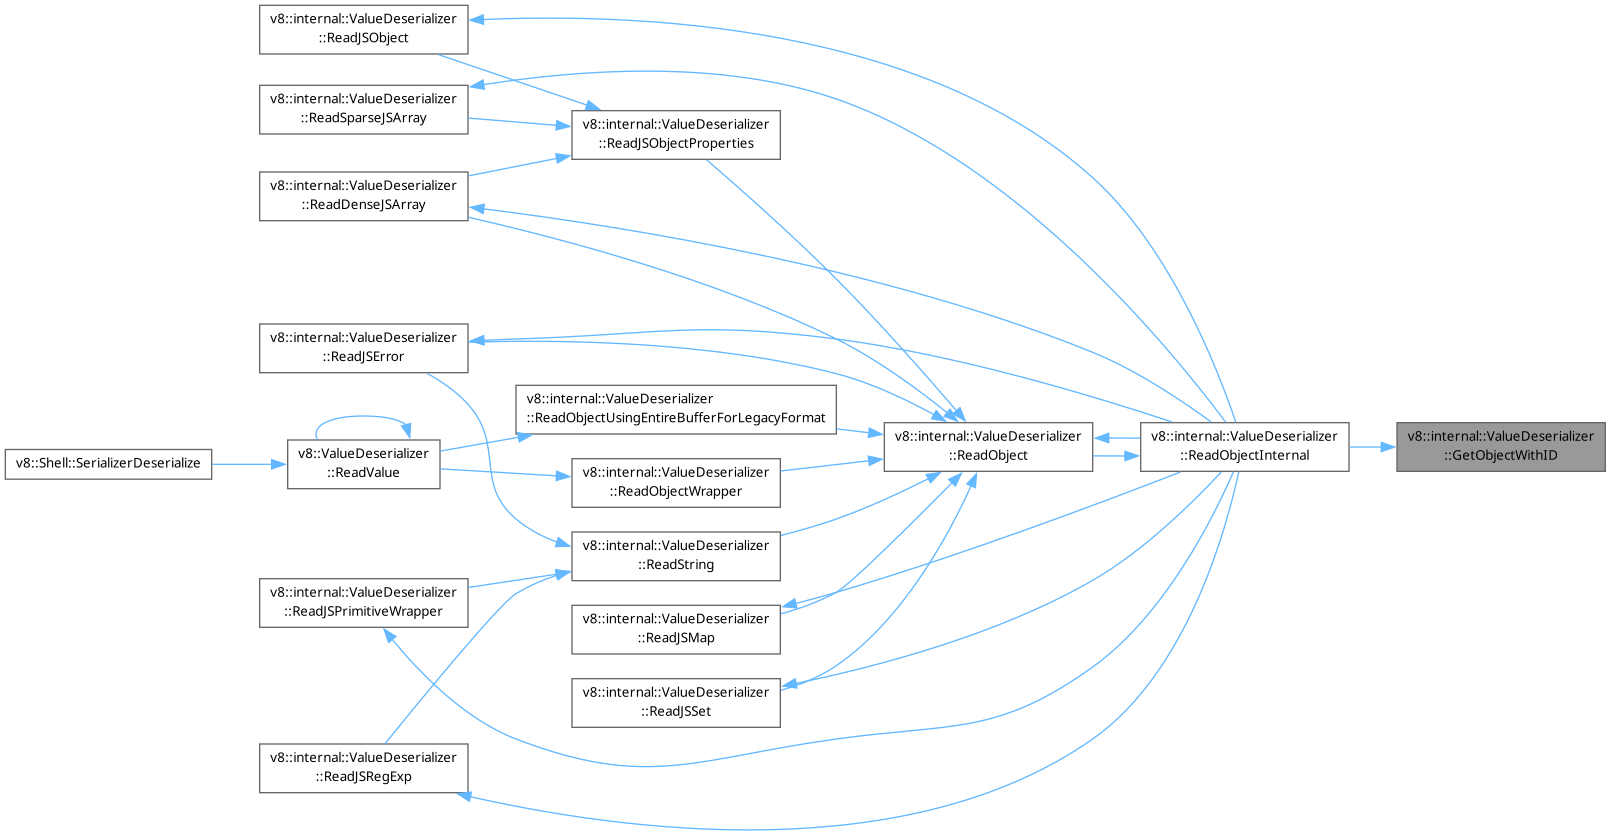 v8::internal::ValueDeserializer
::ReadJSObject
v8::internal::ValueDeserializer
::ReadSparseJSArray
v8::internal::ValueDeserializer
::ReadJSObjectProperties
v8::internal::ValueDeserializer
::ReadDenseJSArray
v8::internal::ValueDeserializer
::ReadJSError
v8::internal::ValueDeserializer
::ReadObjectUsingEntireBufferForLegacyFormat
v8::internal::ValueDeserializer
::ReadObject
v8::internal::ValueDeserializer
::ReadObjectInternal
v8::internal::ValueDeserializer
::GetObjectWithID
v8::Shell::SerializerDeserialize
v8::ValueDeserializer
::ReadValue
v8::internal::ValueDeserializer
::ReadObjectWrapper
v8::internal::ValueDeserializer
::ReadString
v8::internal::ValueDeserializer
::ReadJSPrimitiveWrapper
v8::internal::ValueDeserializer
::ReadJSMap
v8::internal::ValueDeserializer
::ReadJSSet
v8::internal::ValueDeserializer
::ReadJSRegExp